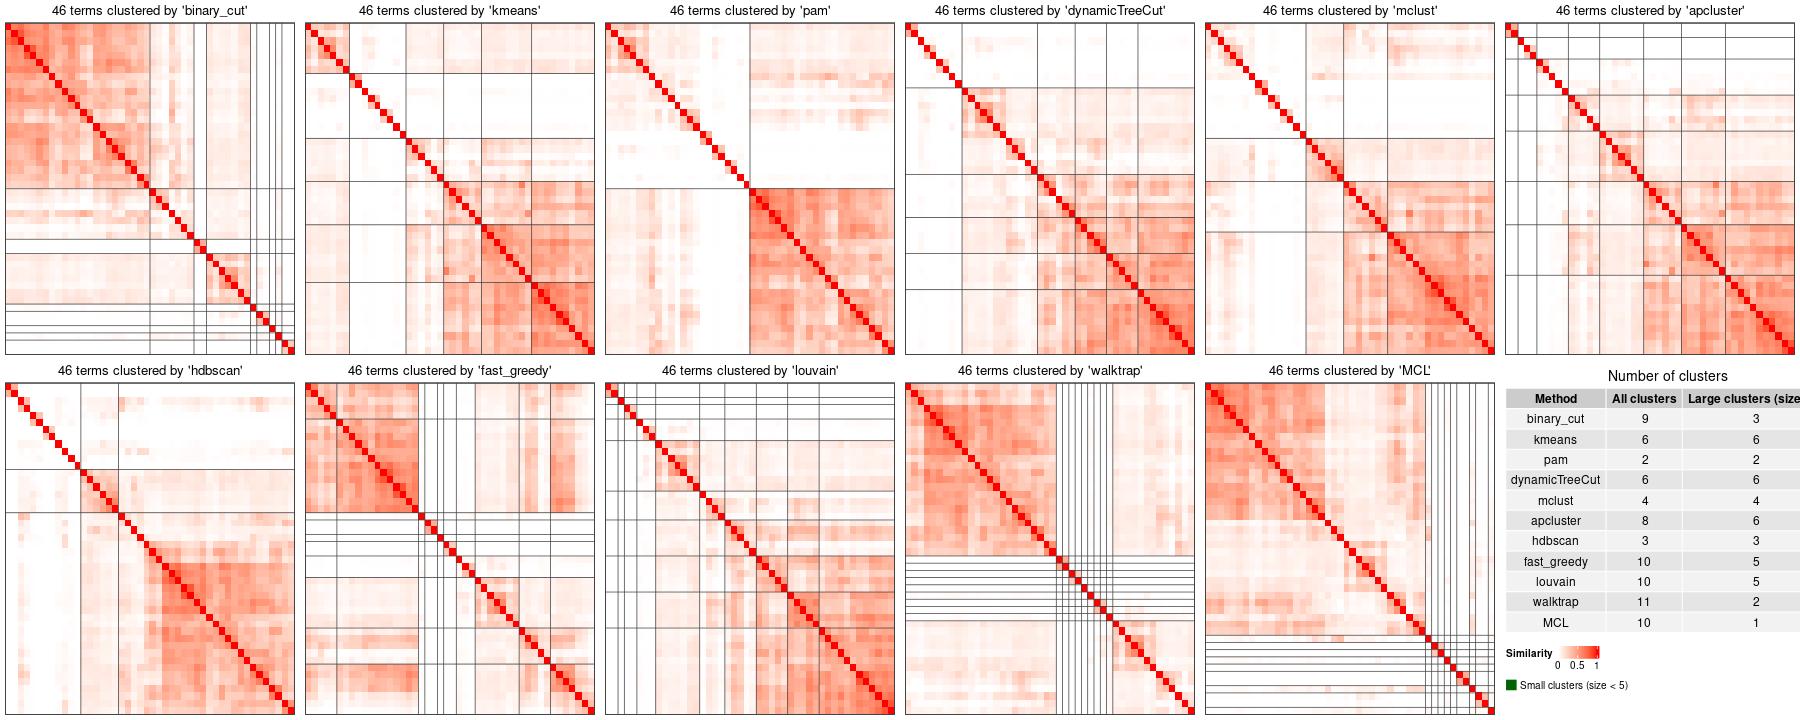 46 terms clustered by 'binary_cut'
46 terms clustered by 'kmeans'
46 terms clustered by 'pam'
46 terms clustered by 'dynamicTreeCut'
46 terms clustered by 'mclust'
46 terms clustered by 'apcluster'
46 terms clustered by 'hdbscan'
46 terms clustered by 'fast_greedy'
46 terms clustered by 'louvain'
46 terms clustered by 'walktrap'
46 terms clustered by 'MCL'
Number of clusters
Method All clusters Large clusters (size
binary_cut 9 3
kmeans 6 6
pam 2 2
dynamicTreeCut 6 6
mclust 4 4
apcluster 8 6
hdbscan 3 3
fast_greedy 10 5
louvain 10 5
walktrap 11 2
MCL 10 1
Similarity
0 0.5 1
Small clusters (size < 5)